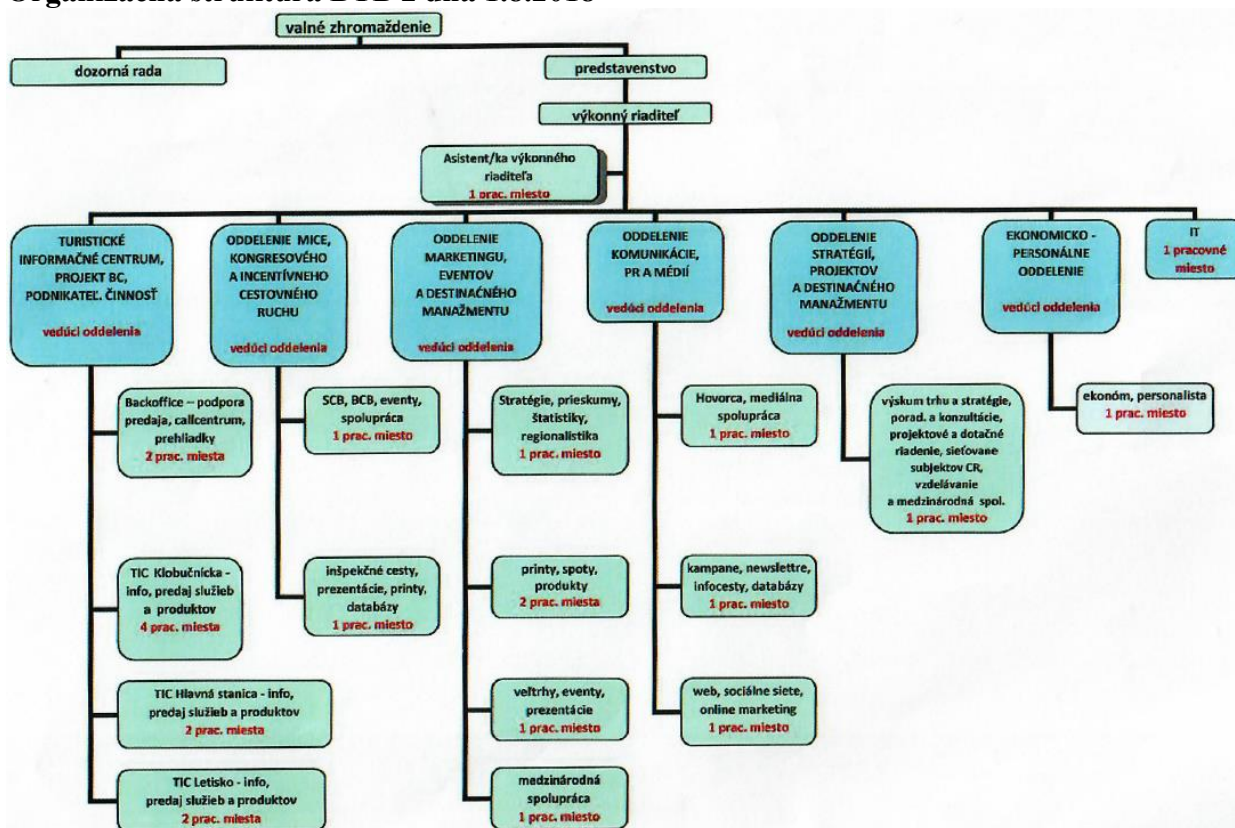 valné zhromaždenie
dozorná rada
predstavenstvo
výkonný riaditeľ
Asistent/ka výkonného
riaditeľa
1 prac. miesto
TURISTICKÉ
INFORMAČNÉ CENTRUM,
PROJEKT BC,
PODNIKATEĽ. ČINNOSŤ
vedúci oddelenia
Backoffice – podpora
predaja, callcentrum,
prehliadky
2 prac. miesta
TIC Klobučnícka -
info, predaj služieb
a produktov
4 prac. miesta
TIC Hlavná stanica - info,
predaj služieb a produktov
2 prac. miesta
TIC Letisko - info,
predaj služieb a produktov
2 prac. miesta
ODDELENIE MICE,
KONGRESOVÉHO
A INCENTÍVNEHO
CESTOVNÉHO
RUCHU
vedúci oddelenia
SCB, BCB, eventy,
spolupráca
1 prac. miesto
inšpekčné cesty,
prezentácie, printy,
databázy
1 prac. miesto
ODDELENIE
MARKETINGU,
EVENTOV
A DESTINAČNÉHO
MANAŽMENTU
vedúci oddelenia
Stratégie, prieskumy,
štatistiky,
regionalistika
1 prac. miesto
printy, spoty,
produkty
2 prac. miesta
veľtrhy, eventy,
prezentácie
1 prac. miesto
medzinárodná
spolupráca
1 prac. miesto
ODDELENIE
KOMUNIKÁCIE,
PR A MÉDIÍ
vedúci oddelenia
Hovorca, mediálna
spolupráca
1 prac. miesto
kampane, newslettre,
infocesty, databázy
1 prac. miesto
web, sociálne siete,
online marketing
1 prac. miesto
ODDELENIE
STRATÉGIÍ,
PROJEKTOV
A DESTINAČNÉHO
MANAŽMENTU
vedúci oddelenia
výskum trhu a stratégie,
porad. a konzultácie,
projektové a dotačné
riadenie, sieťovane
subjektov CR,
vzdelávanie
a medzinárodná spol.
1 prac. miesto
EKONOMICKO -
PERSONÁLNE
ODDELENIE
vedúci oddelenia
ekonóm, personalista
1 prac. miesto
IT
1 pracovné
miesto